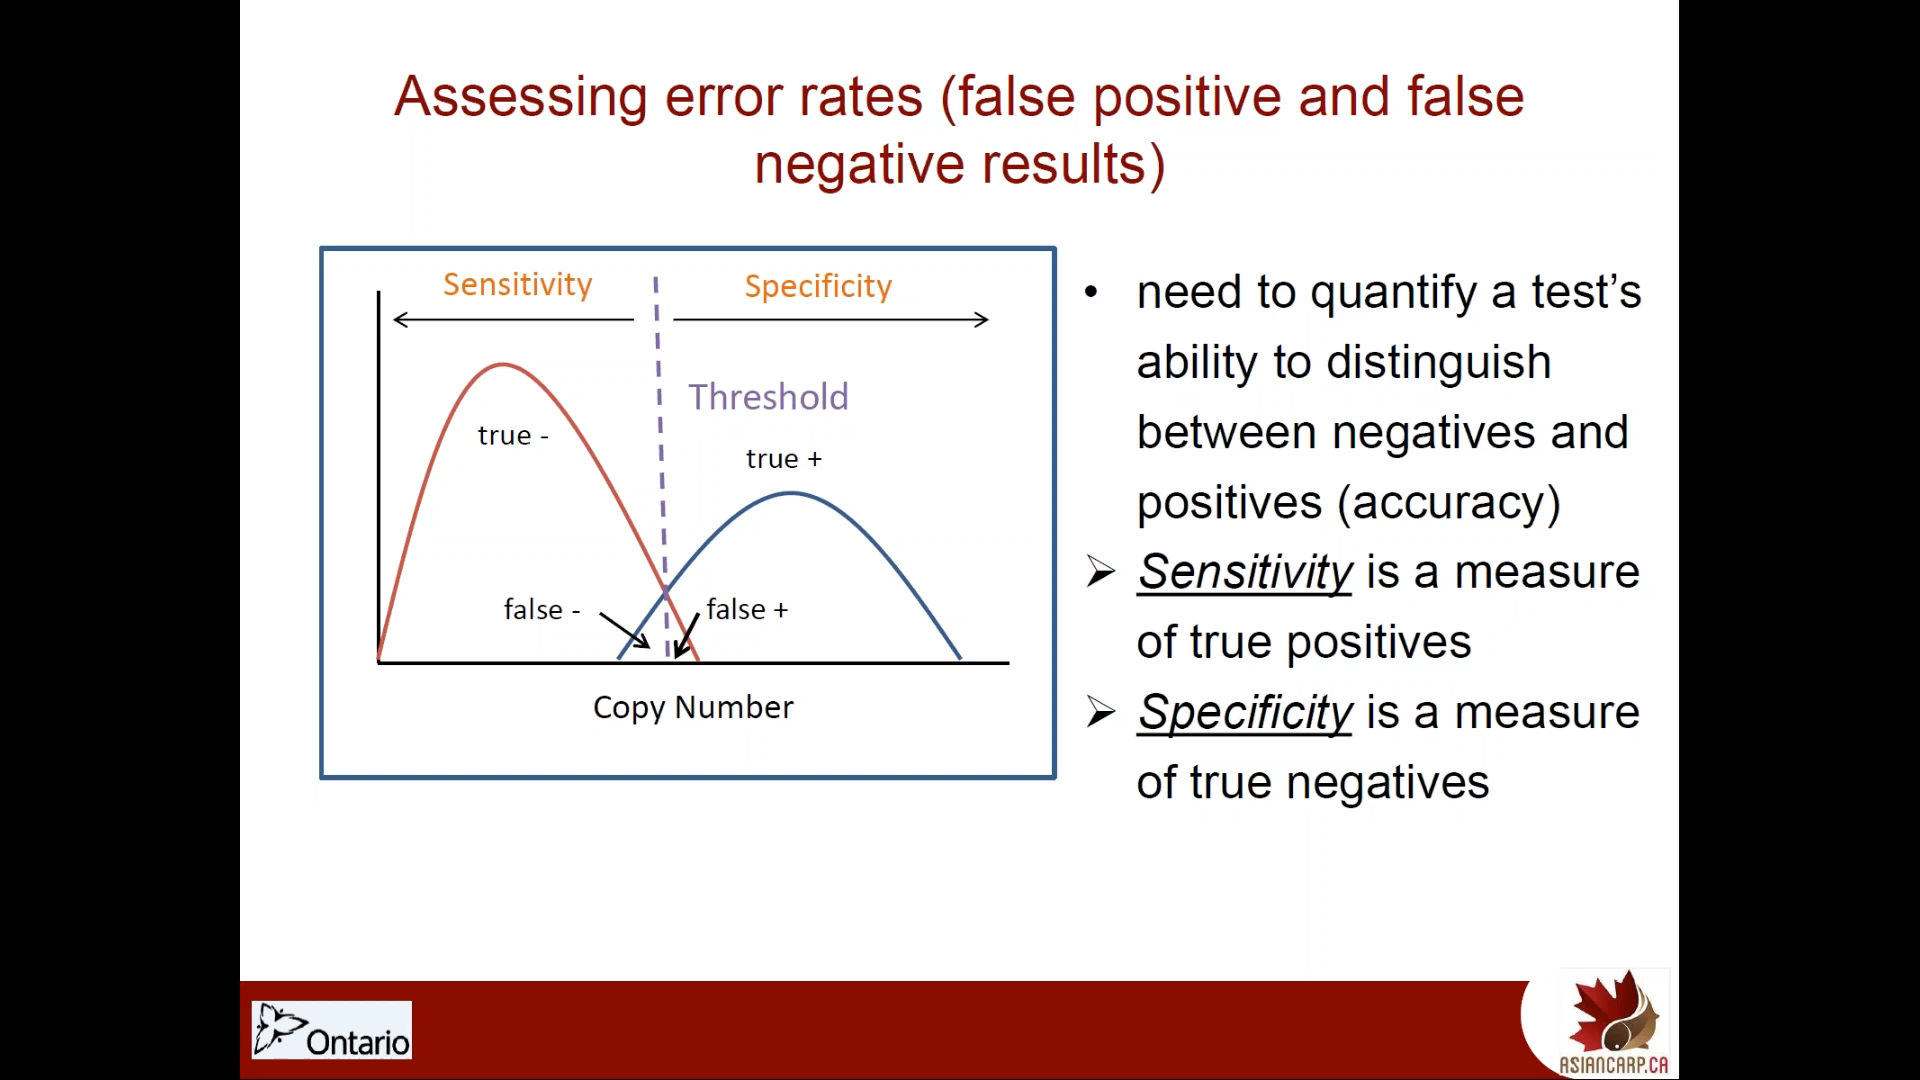 Assessing error rates (false positive and false
negative results)
Sensitivity
Specificity
Threshold
true -
true +
false -
false +
Copy Number
• need to quantify a test’s
ability to distinguish
between negatives and
positives (accuracy)
➢ Sensitivity is a measure
of true positives
➢ Specificity is a measure
of true negatives
Ontario
ASIANCARP.CA